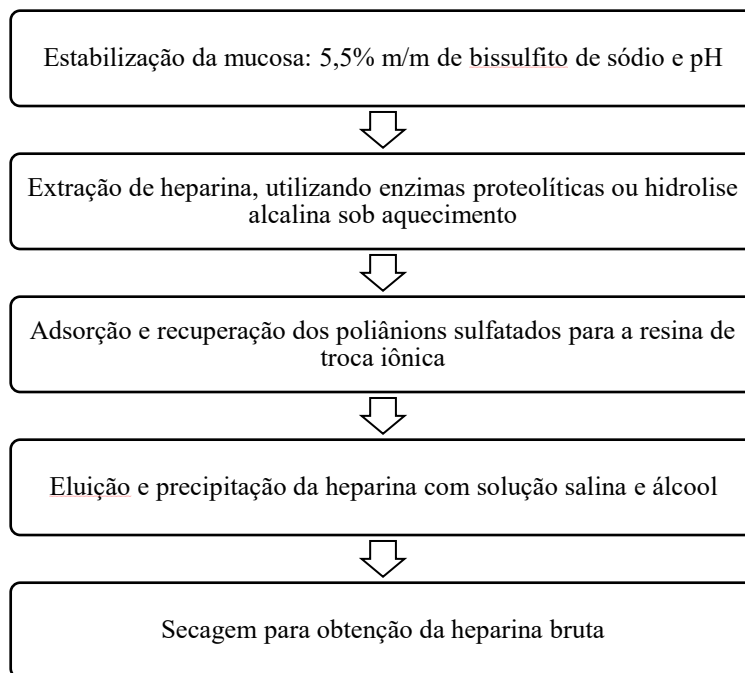 Estabilização da mucosa: 5,5% m/m de bissulfito de sódio e pH
Extração de heparina, utilizando enzimas proteolíticas ou hidrolise
alcalina sob aquecimento
Adsorção e recuperação dos poliânions sulfatados para a resina de
troca iônica
Eluição e precipitação da heparina com solução salina e álcool
Secagem para obtenção da heparina bruta